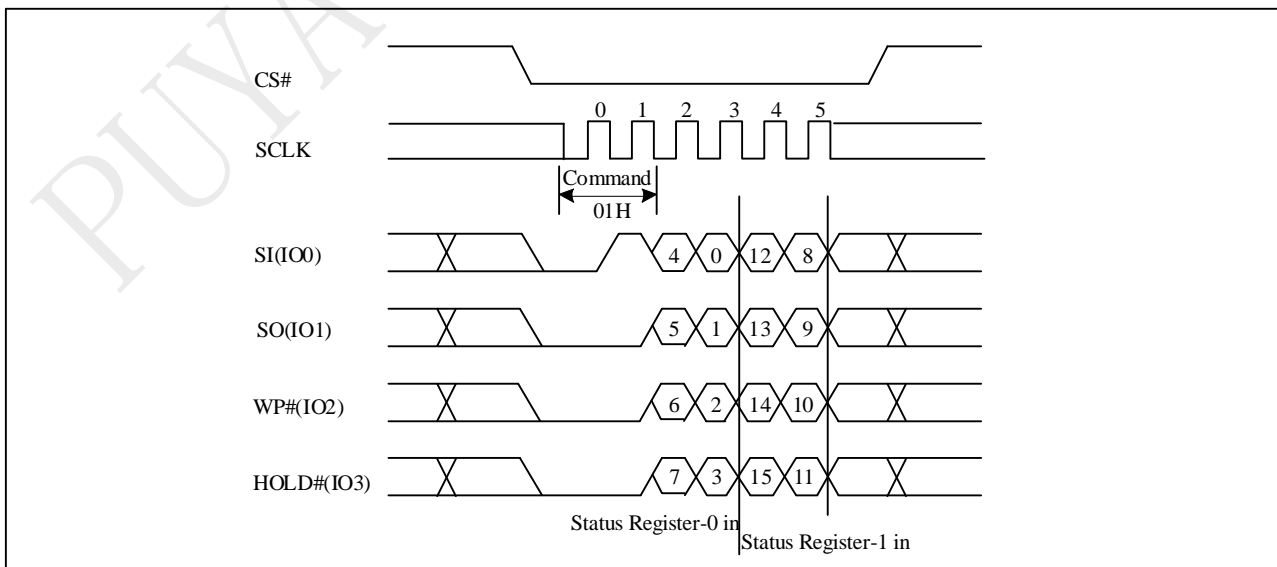 PUYA
CS#
0 1 2 3 4 5
SCLK
Command
01H
SI(IO0) 4 0 12 8
SO(IO1) 5 1 13 9
WP#(IO2) 6 2 14 10
HOLD#(IO3) 7 3 15 11
Status Register-0 in
Status Register-1 in